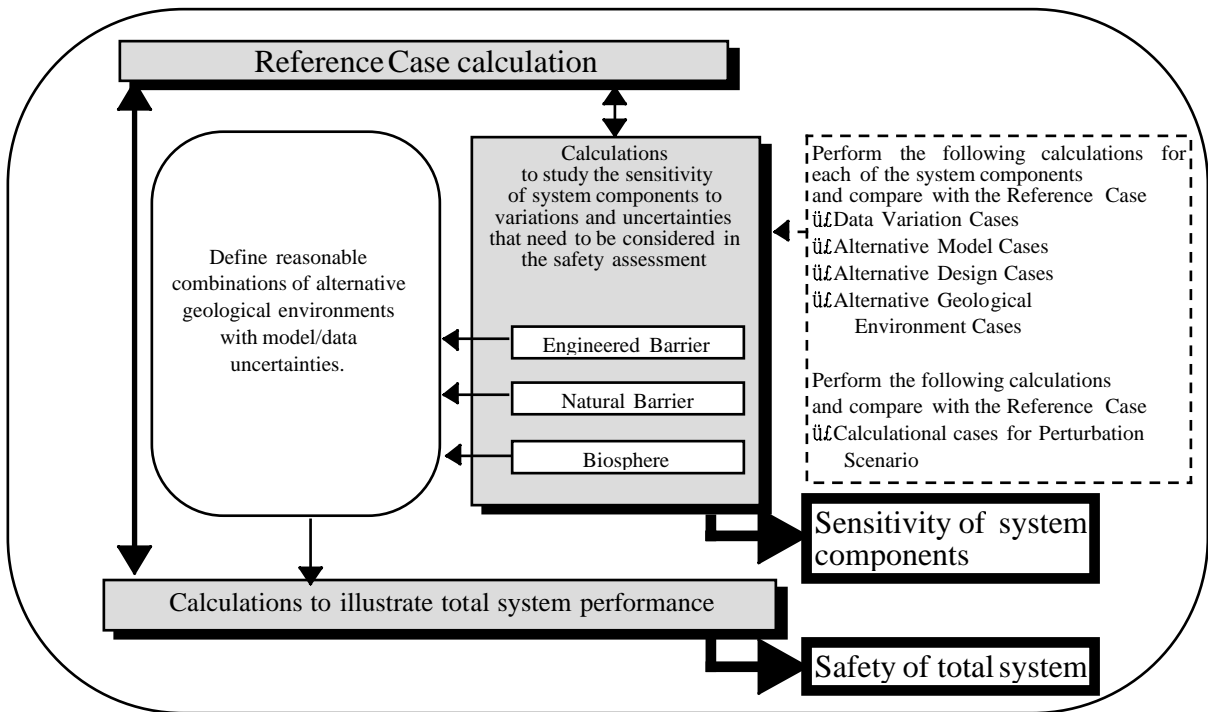 Reference Case calculation
Calculations
to study the sensitivity
of system components to
variations and uncertainties
that need to be considered in
the safety assessment
Engineered Barrier
Natural Barrier
Biosphere
Perform the following calculations for
each of the system components
and compare with the Reference Case
ü£Data Variation Cases
ü£Alternative Model Cases
ü£Alternative Design Cases
ü£Alternative Geological
Environment Cases
Perform the following calculations
and compare with the Reference Case
ü£Calculational cases for Perturbation
Scenario
Define reasonable
combinations of alternative
geological environments
with model/data
uncertainties.
Sensitivity of system
components
Calculations to illustrate total system performance
Safety of total system